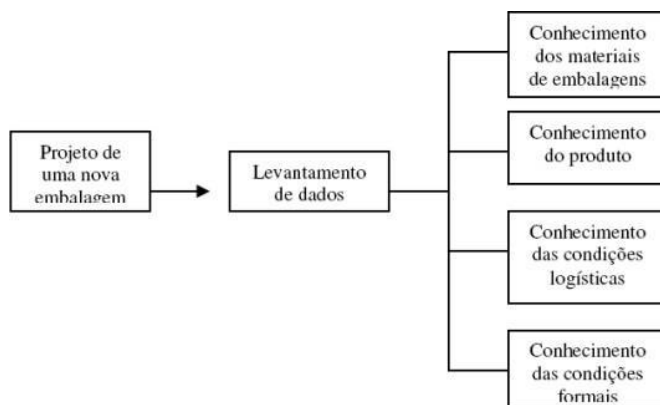 Projeto de
uma nova
embalagem
Levantamento
de dados
Conhecimento
dos materiais
de embalagens
Conhecimento
do produto
Conhecimento
das condições
logísticas
Conhecimento
das condições
formais